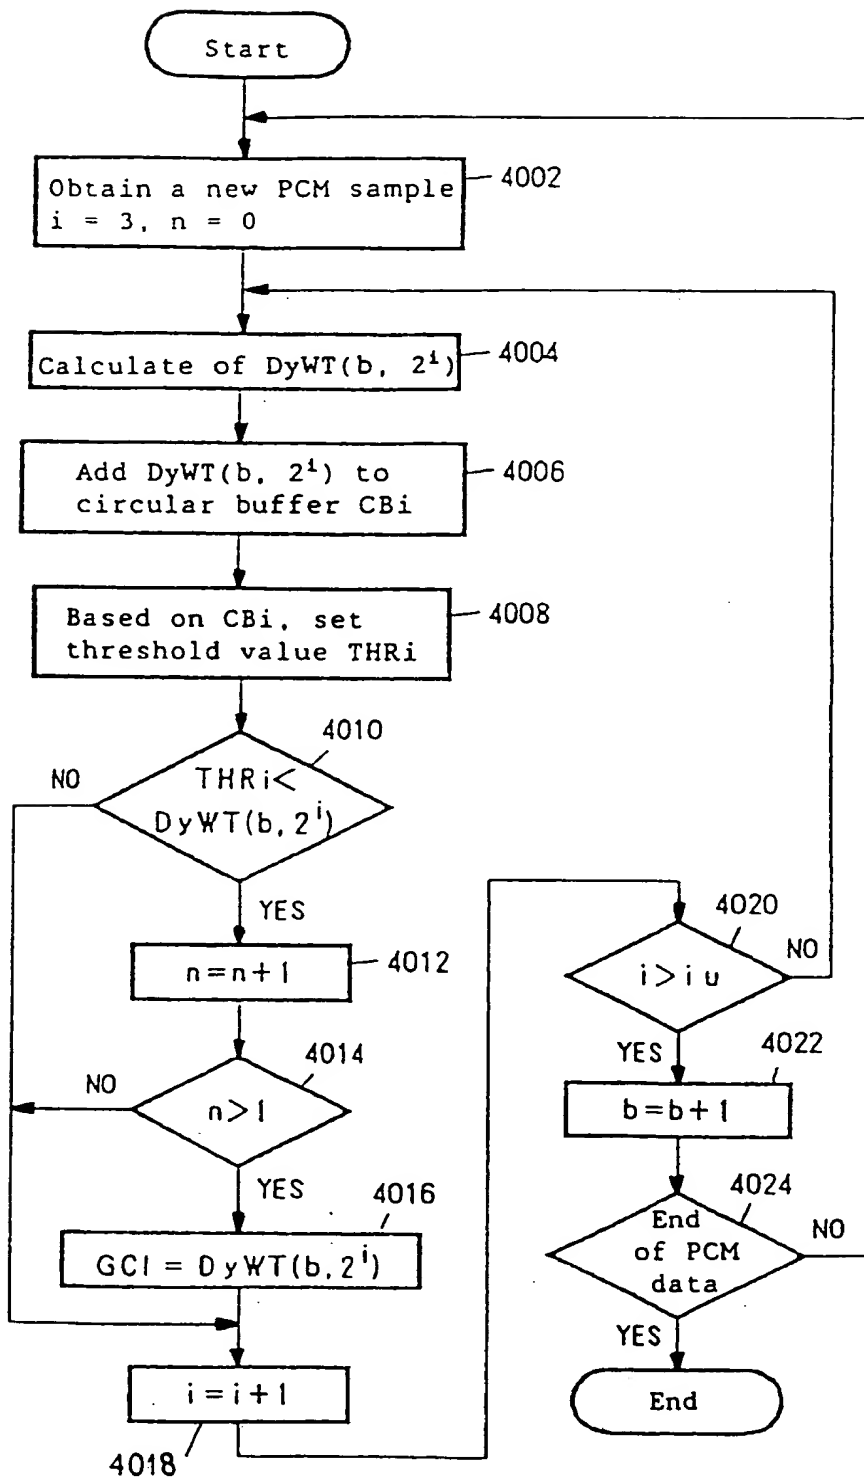 Start
Obtain a new PCM sample
i = 3, n = 0
4002
Calculate of DyWT(b, 2^i)
4004
Add DyWT(b, 2^i) to
circular buffer CBi
4006
Based on CBi, set
threshold value THRi
4008
4010
THRi<
DyWT(b, 2^i)
NO
YES
n=n+1
4012
4014
n>1
NO
YES
4016
GCI = DyWT(b, 2^i)
i=i+1
4018
4020
i>iu
NO
YES
4022
b=b+1
4024
End
of PCM
data
NO
YES
End